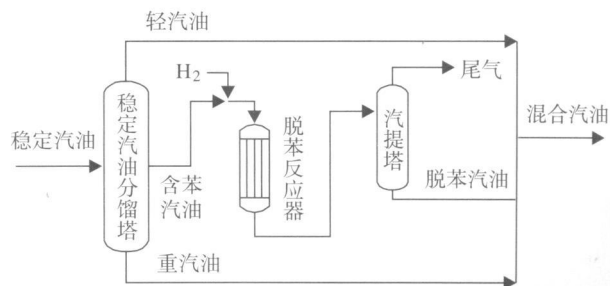 轻汽油
H₂
尾气
稳定汽油
稳定汽油分馏塔
含苯
汽油
脱苯反应器
汽提塔
混合汽油
脱苯汽油
重汽油